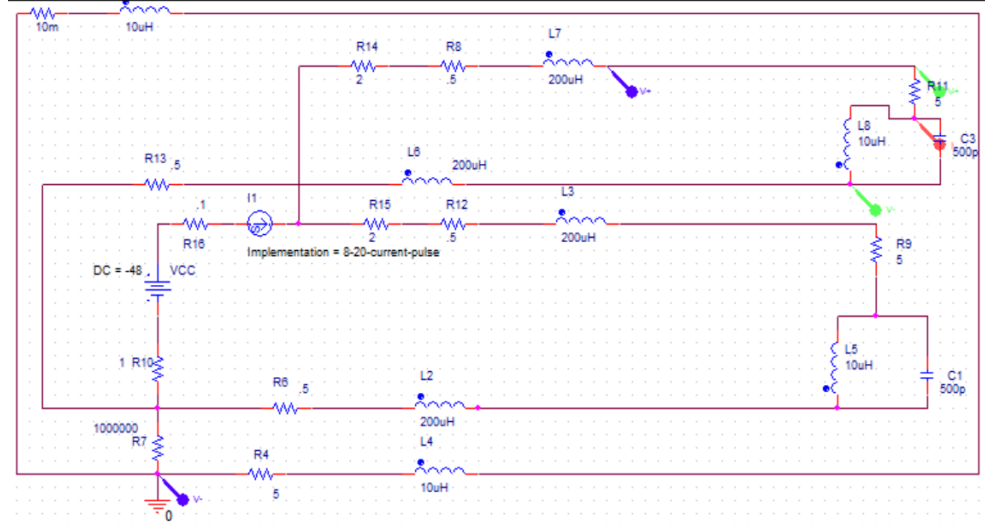 10m
10uH
R14
2
R8
.5
L7
200uH
V+
R11
5
V+
L8
10uH
C3
500p
R13
.5
L6
200uH
V-
.1
R16
I1
R15
2
R12
.5
L3
200uH
Implementation = 8-20-current-pulse
R9
5
DC = -48
VCC
1
R10
L5
10uH
C1
500p
R6
.5
L2
200uH
1000000
R7
R4
5
L4
10uH
V-
0